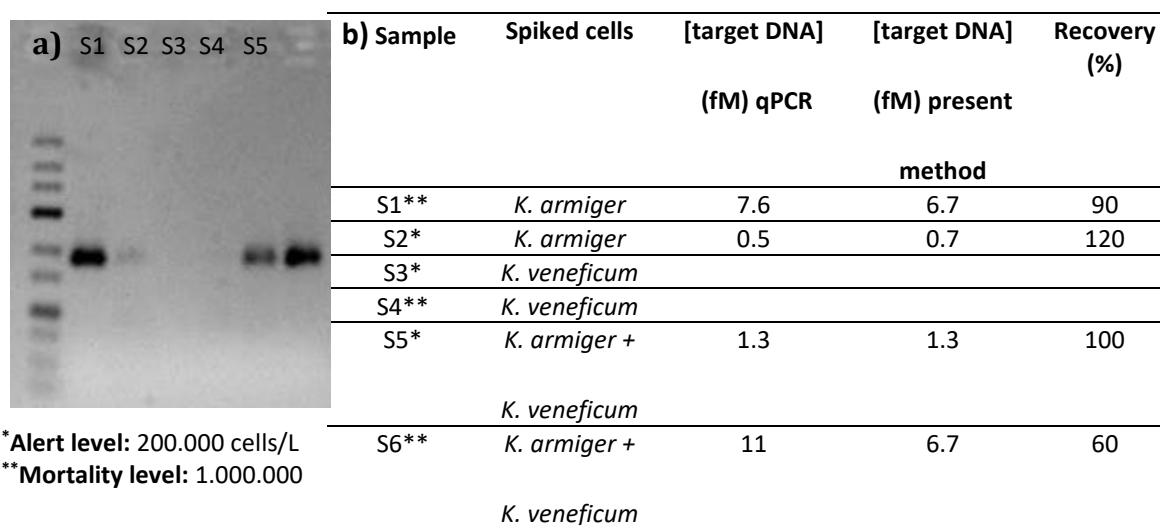 a) S1 S2 S3 S4 S5
b) Sample Spiked cells [target DNA] [target DNA] Recovery
(%)
(fM) qPCR (fM) present
method
S1** K. armiger 7.6 6.7 90
S2* K. armiger 0.5 0.7 120
S3* K. veneficum
S4** K. veneficum
S5* K. armiger + 1.3 1.3 100
K. veneficum
S6** K. armiger + 11 6.7 60
K. veneficum
*Alert level: 200.000 cells/L
**Mortality level: 1.000.000